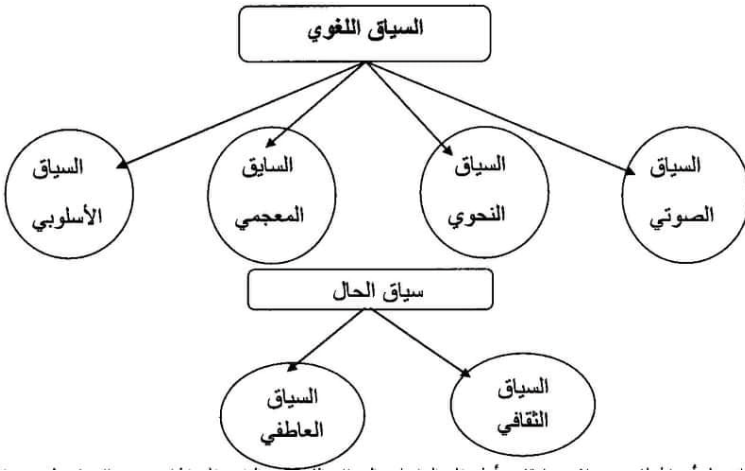 السياق اللغوي
السياق
الصوتي
السياق
النحوي
السايق
المعجمي
السياق
الأسلوبي
سياق الحال
السياق
الثقافي
السياق
العاطفي